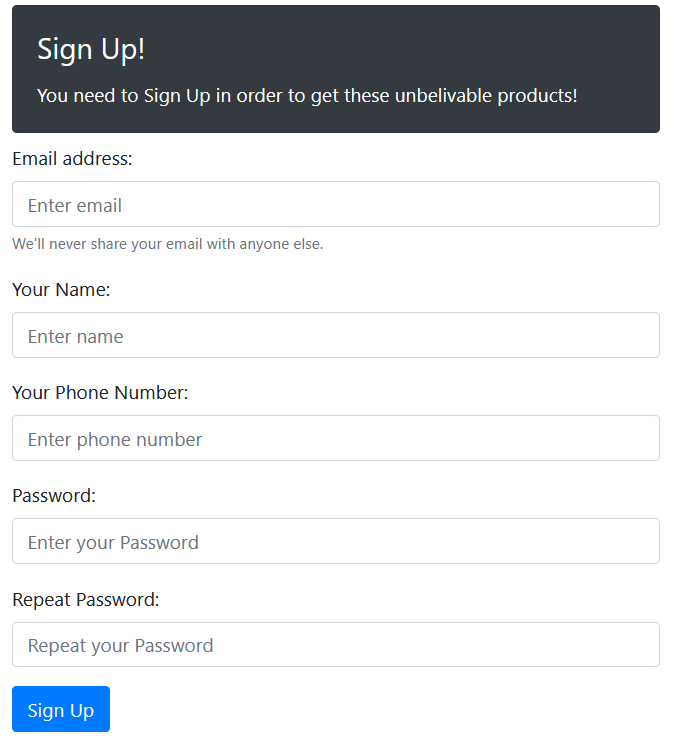 Sign Up!
You need to Sign Up in order to get these unbelivable products!
Email address:
Enter email
We'll never share your email with anyone else.
Your Name:
Enter name
Your Phone Number:
Enter phone number
Password:
Enter your Password
Repeat Password:
Repeat your Password
Sign Up